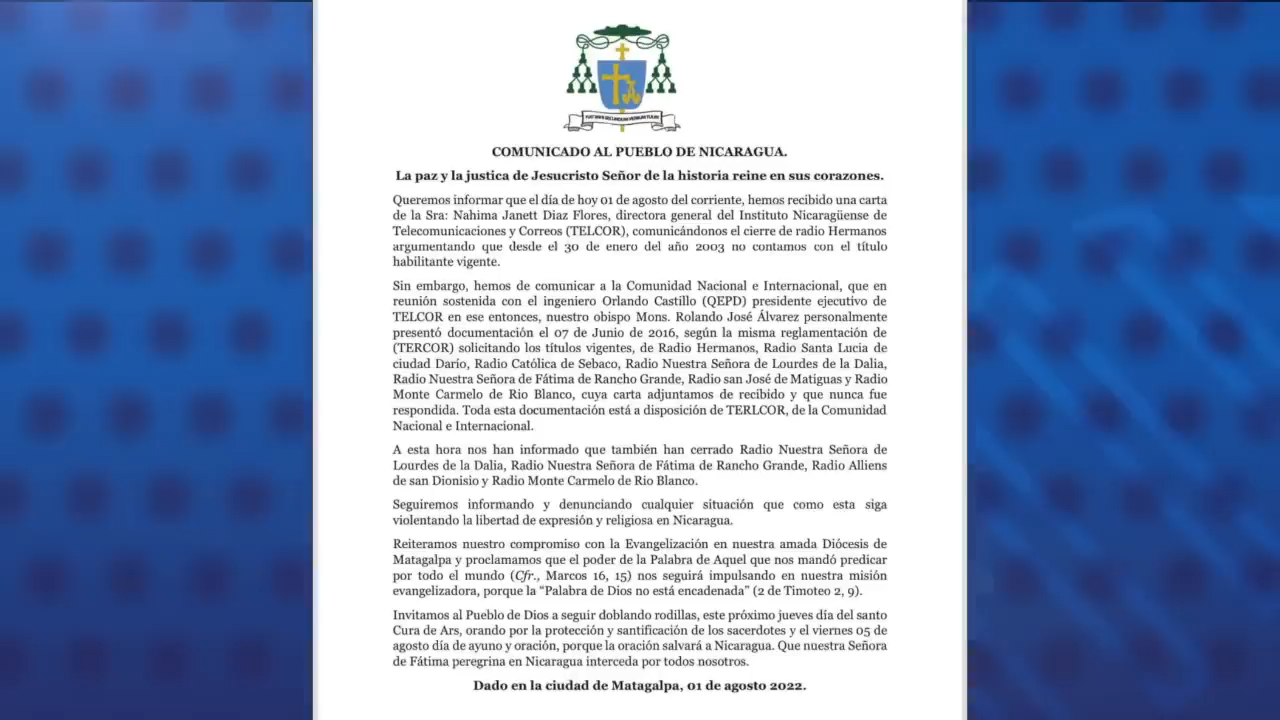 FIAT MIHI SECUNDUM VERBUM TUUM
COMUNICADO AL PUEBLO DE NICARAGUA.
La paz y la justica de Jesucristo Señor de la historia reine en sus corazones.
Queremos informar que el día de hoy 01 de agosto del corriente, hemos recibido una carta
de la Sra: Nahima Janett Diaz Flores, directora general del Instituto Nicaragüense de
Telecomunicaciones y Correos (TELCOR), comunicándonos el cierre de radio Hermanos
argumentando que desde el 30 de enero del año 2003 no contamos con el título
habilitante vigente.
Sin embargo, hemos de comunicar a la Comunidad Nacional e Internacional, que en
reunión sostenida con el ingeniero Orlando Castillo (QEPD) presidente ejecutivo de
TELCOR en ese entonces, nuestro obispo Mons. Rolando José Álvarez personalmente
presentó documentación el 07 de Junio de 2016, según la misma reglamentación de
(TERCOR) solicitando los títulos vigentes, de Radio Hermanos, Radio Santa Lucia de
ciudad Darío, Radio Católica de Sebaco, Radio Nuestra Señora de Lourdes de la Dalia,
Radio Nuestra Señora de Fátima de Rancho Grande, Radio san José de Matiguas y Radio
Monte Carmelo de Rio Blanco, cuya carta adjuntamos de recibido y que nunca fue
respondida. Toda esta documentación está a disposición de TERLCOR, de la Comunidad
Nacional e Internacional.
A esta hora nos han informado que también han cerrado Radio Nuestra Señora de
Lourdes de la Dalia, Radio Nuestra Señora de Fátima de Rancho Grande, Radio Alliens
de san Dionisio y Radio Monte Carmelo de Rio Blanco.
Seguiremos informando y denunciando cualquier situación que como esta siga
violentando la libertad de expresión y religiosa en Nicaragua.
Reiteramos nuestro compromiso con la Evangelización en nuestra amada Diócesis de
Matagalpa y proclamamos que el poder de la Palabra de Aquel que nos mandó predicar
por todo el mundo (Cfr., Marcos 16, 15) nos seguirá impulsando en nuestra misión
evangelizadora, porque la “Palabra de Dios no está encadenada” (2 de Timoteo 2, 9).
Invitamos al Pueblo de Dios a seguir doblando rodillas, este próximo jueves día del santo
Cura de Ars, orando por la protección y santificación de los sacerdotes y el viernes 05 de
agosto día de ayuno y oración, porque la oración salvará a Nicaragua. Que nuestra Señora
de Fátima peregrina en Nicaragua interceda por todos nosotros.
Dado en la ciudad de Matagalpa, 01 de agosto 2022.